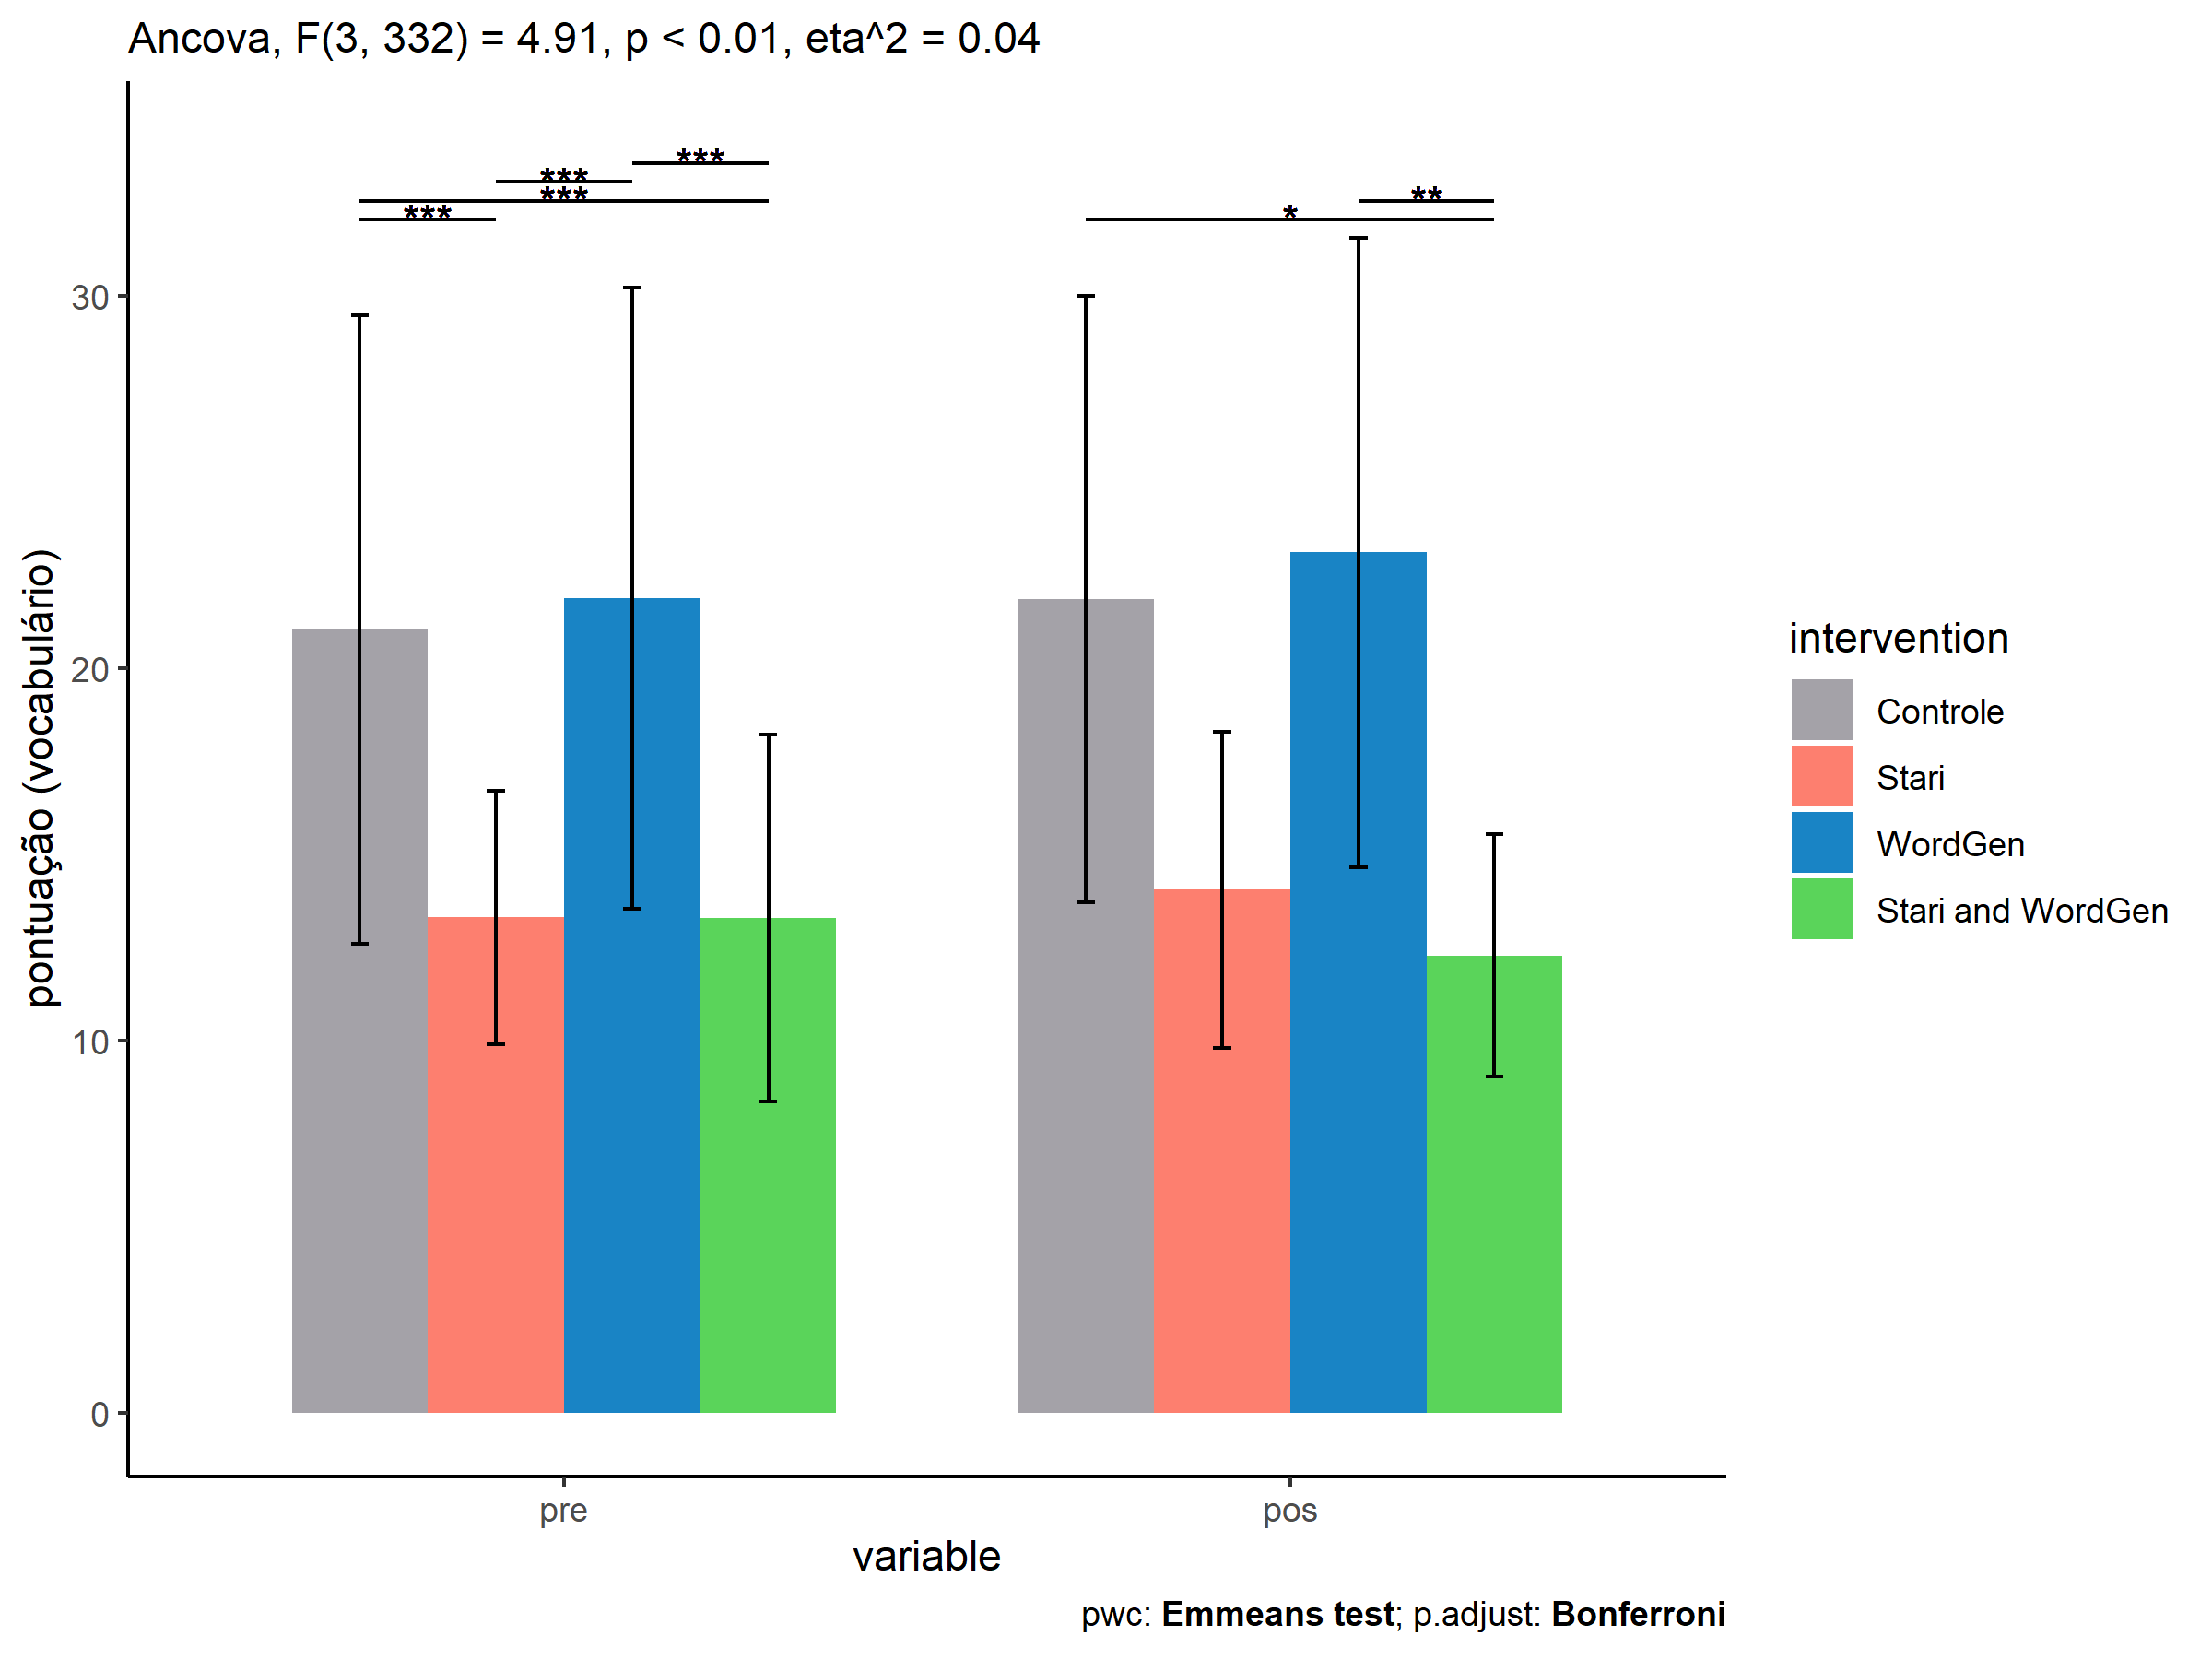 Ancova, F(3, 332) = 4.91, p < 0.01, eta^2 = 0.04
***
***
***
***
**
*
30
20
10
0
pontuação (vocabulário)
pre
pos
variable
intervention
Controle
Stari
WordGen
Stari and WordGen
pwc: Emmeans test; p.adjust: Bonferroni